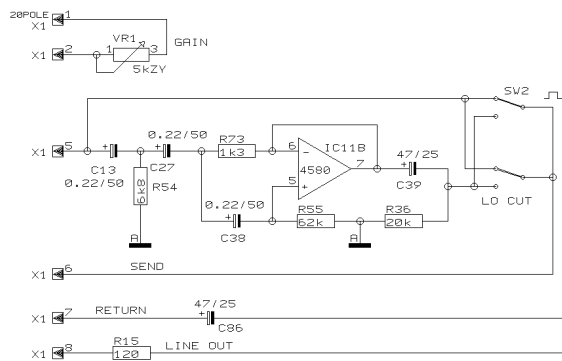 20POLE 1
X1
X1 2
VR1
1 3
5kZY
GAIN
SW2
X1 5
0.22/50
R73
1k3
6
-
IC11B
4580
7
5
+
47/25
+
C39
+
C13
0.22/50
+
C27
6k8
R54
0.22/50
+
C38
R55
62k
R36
20k
LO CUT
A
A
X1 6
SEND
X1 7
RETURN
47/25
+
C86
X1 8
R15
120
LINE OUT